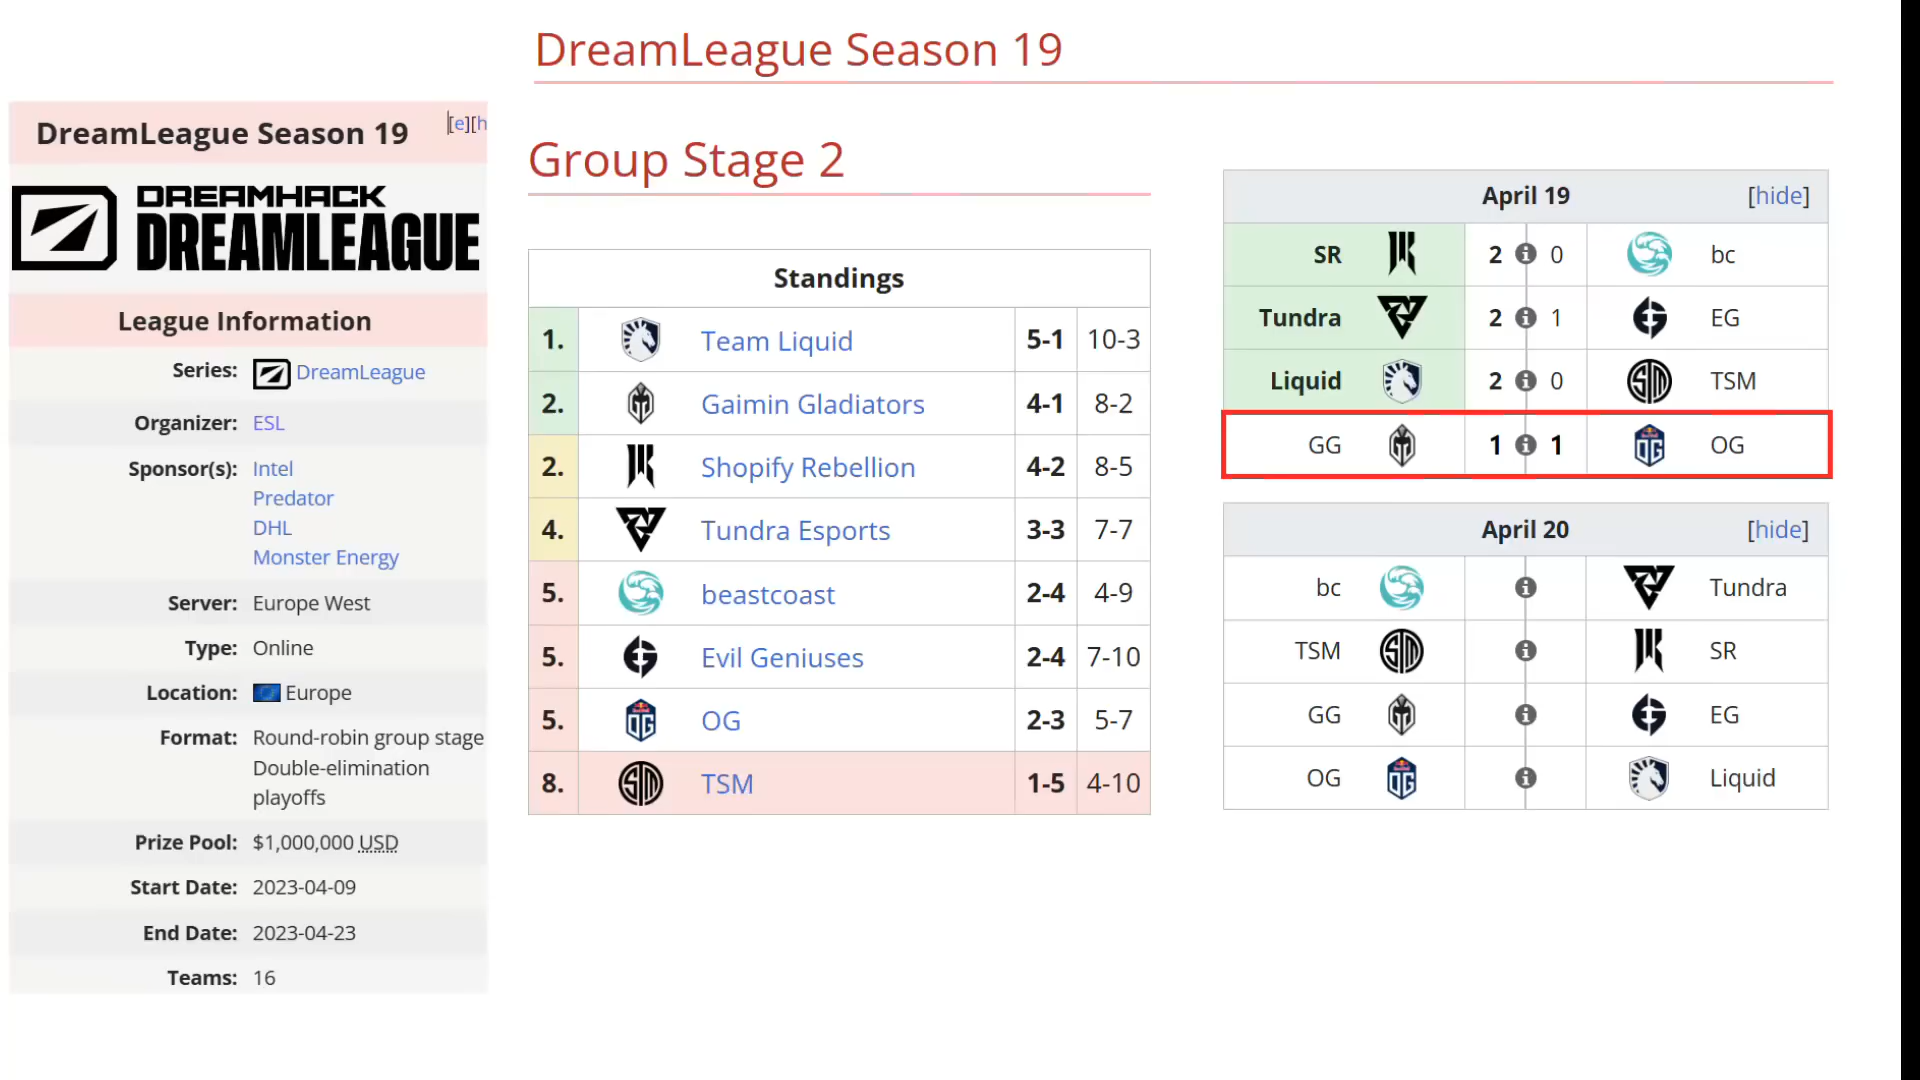 DreamLeague Season 19
DreamLeague Season 19
[e][h
DREAMHACK
DREAMLEAGUE
League Information
Series: DreamLeague
Organizer: ESL
Sponsor(s): Intel
Predator
DHL
Monster Energy
Server: Europe West
Type: Online
Location: Europe
Format: Round-robin group stage
Double-elimination
playoffs
Prize Pool: $1,000,000 USD
Start Date: 2023-04-09
End Date: 2023-04-23
Teams: 16
Group Stage 2
Standings
1. Team Liquid 5-1 10-3
2. Gaimin Gladiators 4-1 8-2
2. Shopify Rebellion 4-2 8-5
4. Tundra Esports 3-3 7-7
5. beastcoast 2-4 4-9
5. Evil Geniuses 2-4 7-10
5. OG OG 2-3 5-7
8. TSM TSM 1-5 4-10
April 19 [hide]
SR 2 i 0 bc
Tundra 2 i 1 EG
Liquid 2 i 0 TSM TSM
GG 1 i 1 OG OG
April 20 [hide]
bc i Tundra
TSM TSM i SR
GG i EG
OG OG i Liquid